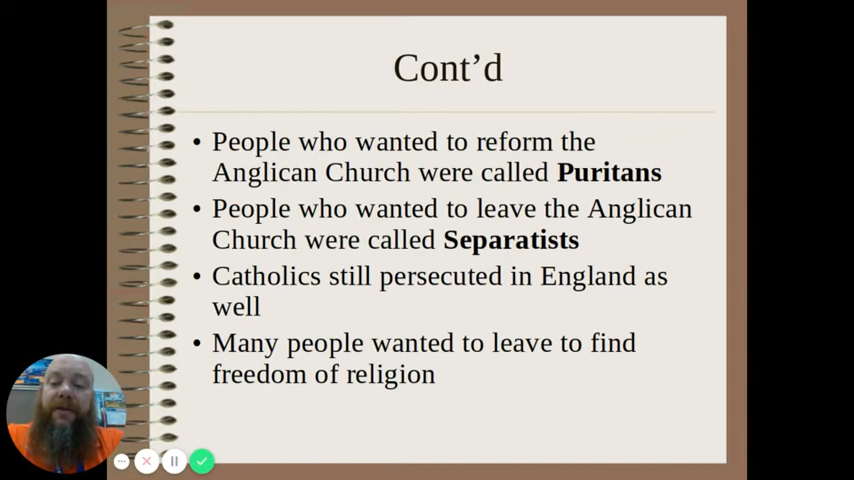 Cont'd
• People who wanted to reform the
Anglican Church were called Puritans
• People who wanted to leave the Anglican
Church were called Separatists
• Catholics still persecuted in England as
well
• Many people wanted to leave to find
freedom of religion